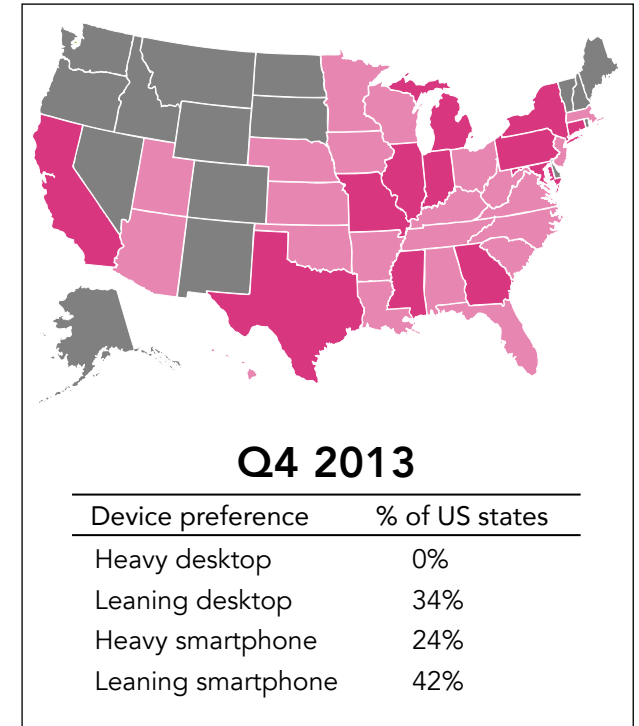 Q4 2013
Device preference % of US states
Heavy desktop 0%
Leaning desktop 34%
Heavy smartphone 24%
Leaning smartphone 42%